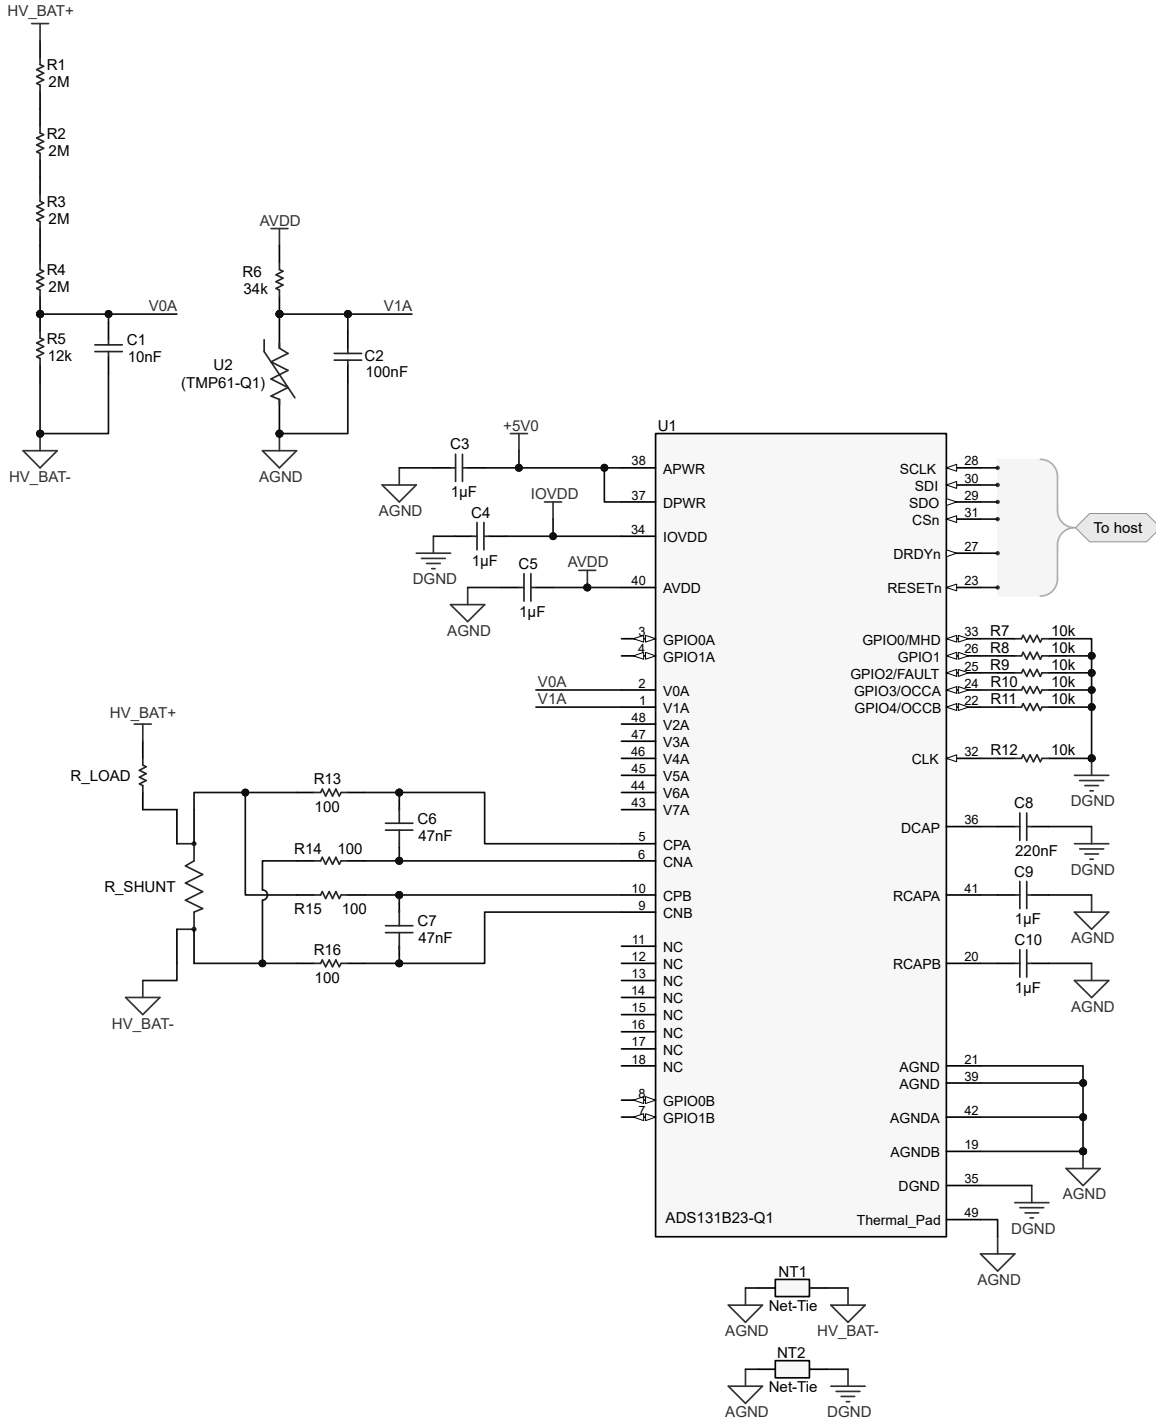 HV_BAT+
R1
2M
R2
2M
R3
2M
R4
2M
V0A
R5
12k
C1
10nF
HV_BAT-
AVDD
R6
34k
V1A
U2
(TMP61-Q1)
C2
100nF
AGND
+5V0
C3
1µF
AGND
IOVDD
C4
1µF
DGND
AVDD
C5
1µF
AGND
V0A
V1A
HV_BAT+
R_LOAD
R_SHUNT
HV_BAT-
R13
100
C6
47nF
R14 100
R15 100
C7
47nF
R16
100
U1
38 APWR
37 DPWR
34 IOVDD
40 AVDD
3 GPIO0A
4 GPIO1A
2 V0A
1 V1A
48 V2A
47 V3A
46 V4A
45 V5A
44 V6A
43 V7A
5 CPA
6 CNA
10 CPB
9 CNB
11 NC
12 NC
13 NC
14 NC
15 NC
16 NC
17 NC
18 NC
8 GPIO0B
7 GPIO1B
ADS131B23-Q1
SCLK 28
SDI 30
SDO 29
CSn 31
DRDYn 27
RESETn 23
To host
GPIO0/MHD 33 R7 10k
GPIO1 26 R8 10k
GPIO2/FAULT 25 R9 10k
GPIO3/OCCA 24 R10 10k
GPIO4/OCCB 22 R11 10k
CLK 32 R12 10k
DGND
DCAP 36 C8
220nF
DGND
RCAPA 41 C9
1µF
AGND
RCAPB 20 C10
1µF
AGND
AGND 21
AGND 39
AGNDA 42
AGNDB 19
AGND
DGND 35
DGND
Thermal_Pad 49
AGND
NT1
Net-Tie
AGND
HV_BAT-
NT2
Net-Tie
AGND
DGND